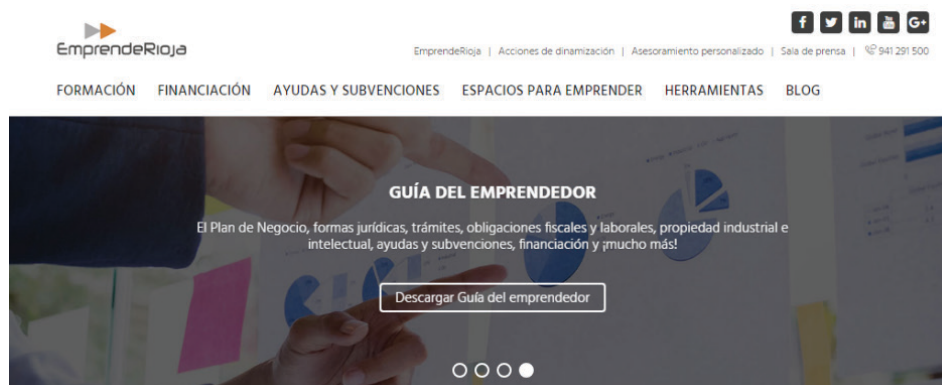 EmprendeRioja
EmprendeRioja | Acciones de dinamización | Asesoramiento personalizado | Sala de prensa | 941 291 500
FORMACIÓN FINANCIACIÓN AYUDAS Y SUBVENCIONES ESPACIOS PARA EMPRENDER HERRAMIENTAS BLOG
GUÍA DEL EMPRENDEDOR
El Plan de Negocio, formas jurídicas, trámites, obligaciones fiscales y laborales, propiedad industrial e
intelectual, ayudas y subvenciones, financiación y ¡mucho más!
Descargar Guía del emprendedor